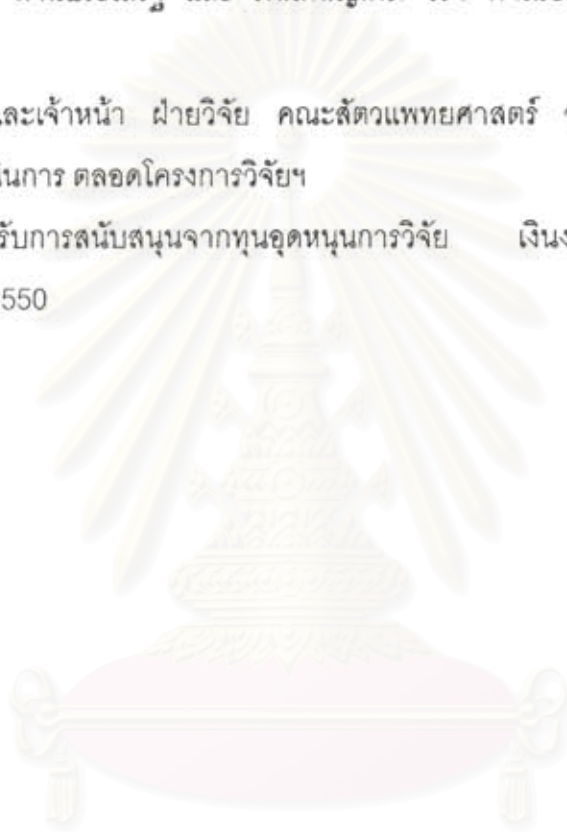 และ
ละเจ้าหน้า ฝ่ายวิจัย คณะสัตวแพทยศาสตร์
นการ ตลอดโครงการวิจัยฯ
รับการสนับสนุนจากทุนอุดหนุนการวิจัย เงินง
550